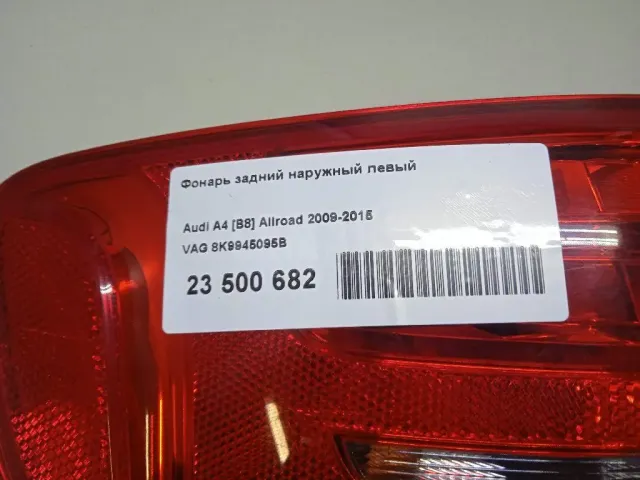 Фонарь задний наружный левый
Audi A4 [B8] Allroad 2009-2015
VAG 8K9945095B
23 500 682